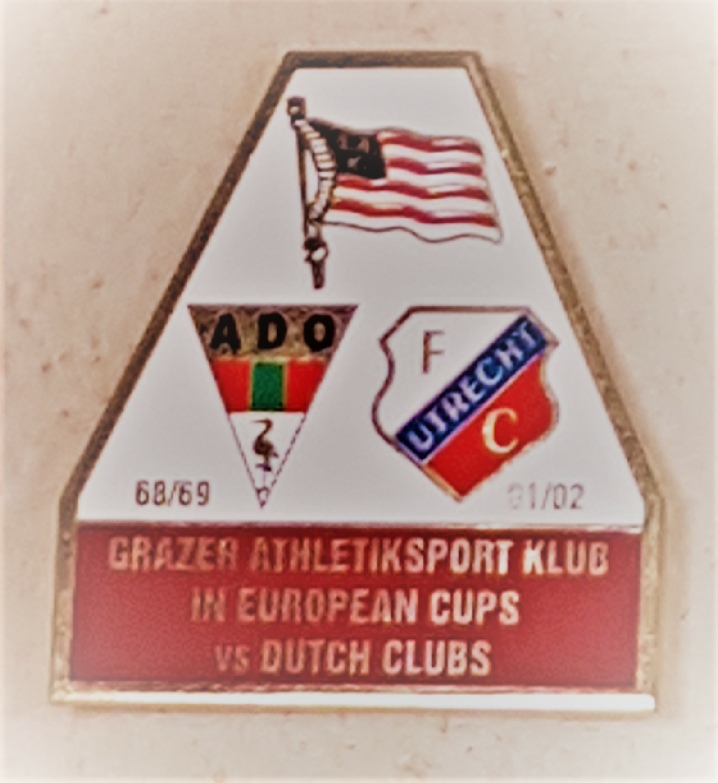 ADO
F
UTRECHT
C
68/69
01/02
GRAZER ATHLETIKSPORT KLUB
IN EUROPEAN CUPS
vs DUTCH CLUBS